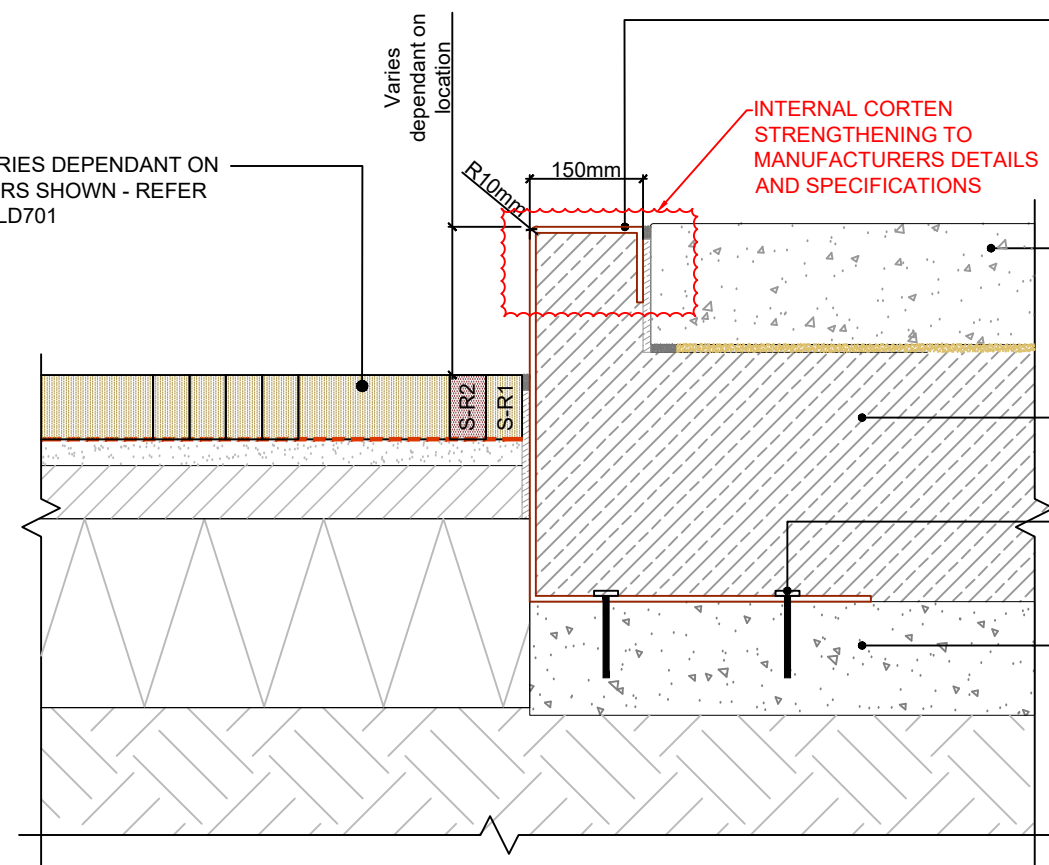 Varies
dependant on
location
INTERNAL CORTEN
STRENGTHENING TO
MANUFACTURERS DETAILS
AND SPECIFICATIONS
RIES DEPENDANT ON
RS SHOWN - REFER
LD701
R10mm
150mm
S-R2
S-R1